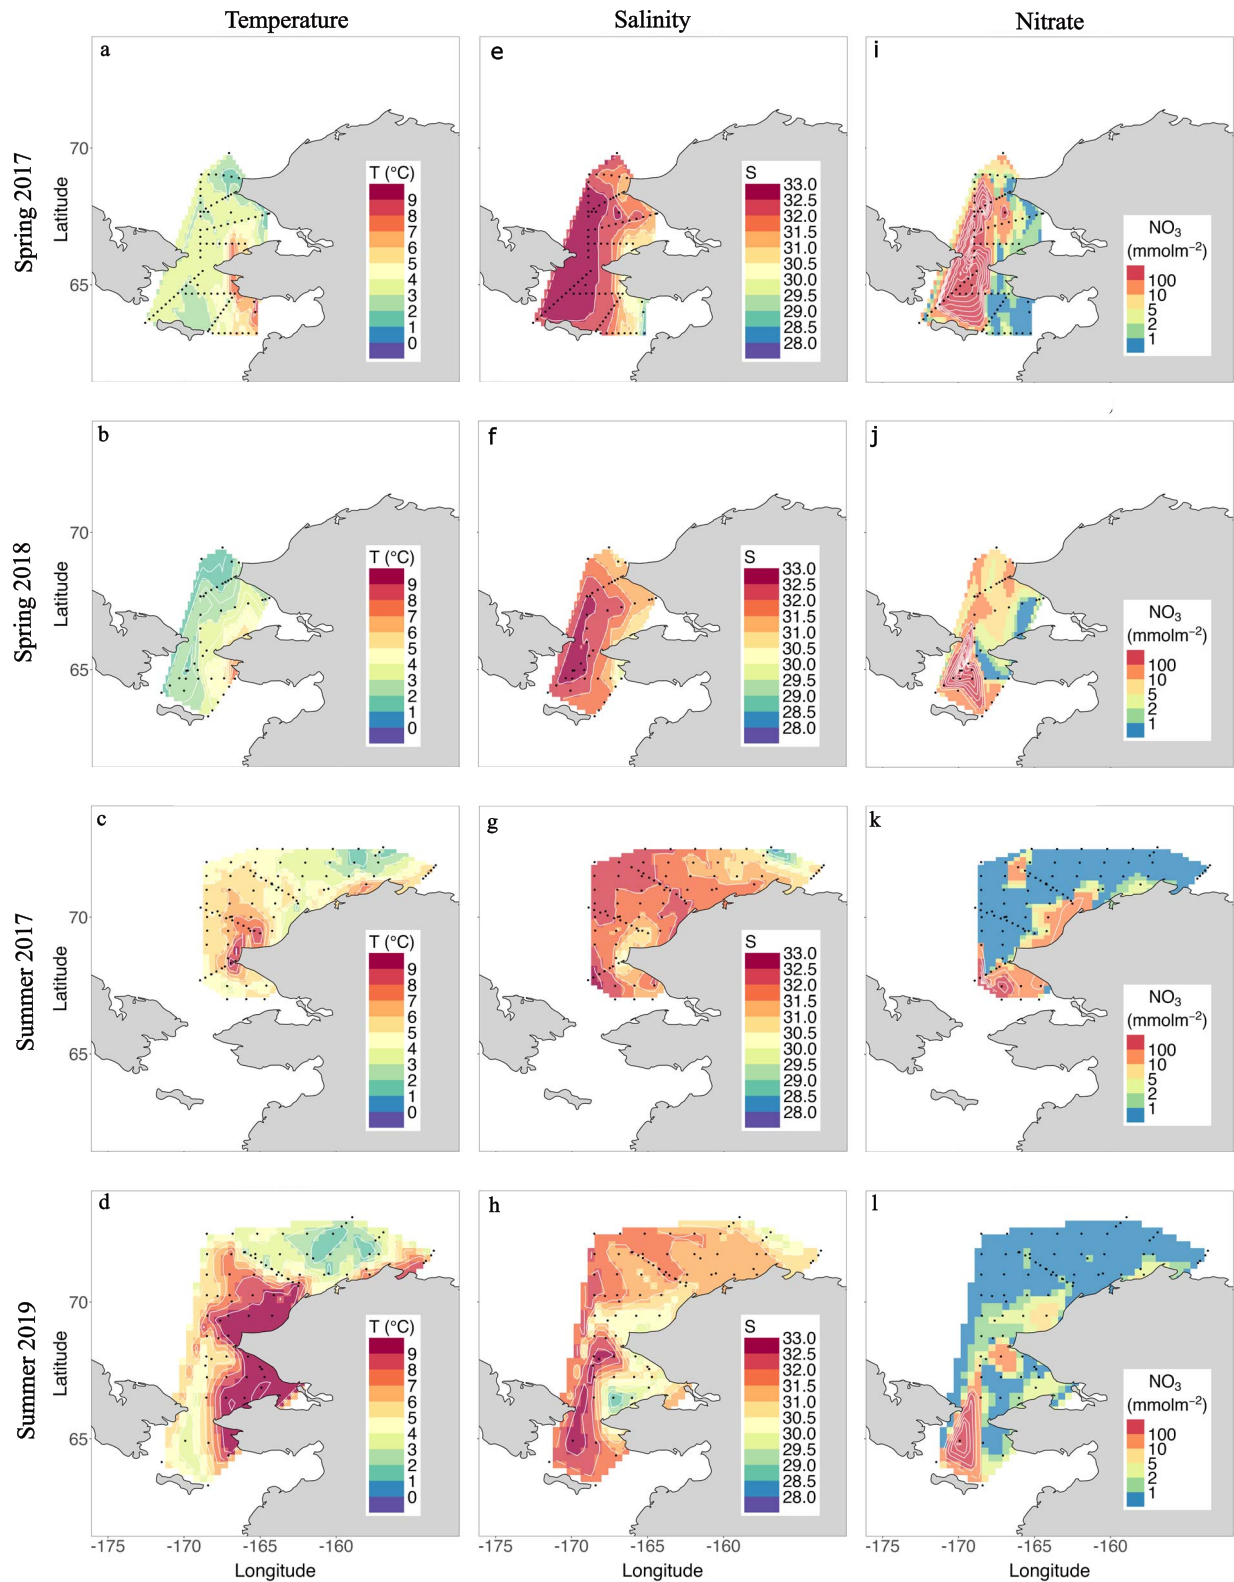 Temperature
Salinity
Nitrate
Spring 2017
Latitude
a
70
65
T (°C)
9
8
7
6
5
4
3
2
1
0
e
S
33.0
32.5
32.0
31.5
31.0
30.5
30.0
29.5
29.0
28.5
28.0
i
NO3
(mmolm−2)
100
10
5
2
1
Spring 2018
Latitude
b
70
65
T (°C)
9
8
7
6
5
4
3
2
1
0
f
S
33.0
32.5
32.0
31.5
31.0
30.5
30.0
29.5
29.0
28.5
28.0
j
NO3
(mmolm−2)
100
10
5
2
1
Summer 2017
Latitude
c
70
65
T (°C)
9
8
7
6
5
4
3
2
1
0
g
S
33.0
32.5
32.0
31.5
31.0
30.5
30.0
29.5
29.0
28.5
28.0
k
NO3
(mmolm−2)
100
10
5
2
1
Summer 2019
Latitude
d
70
65
T (°C)
9
8
7
6
5
4
3
2
1
0
h
S
33.0
32.5
32.0
31.5
31.0
30.5
30.0
29.5
29.0
28.5
28.0
l
NO3
(mmolm−2)
100
10
5
2
1
-175 -170 -165 -160
Longitude
-175 -170 -165 -160
Longitude
-175 -170 -165 -160
Longitude